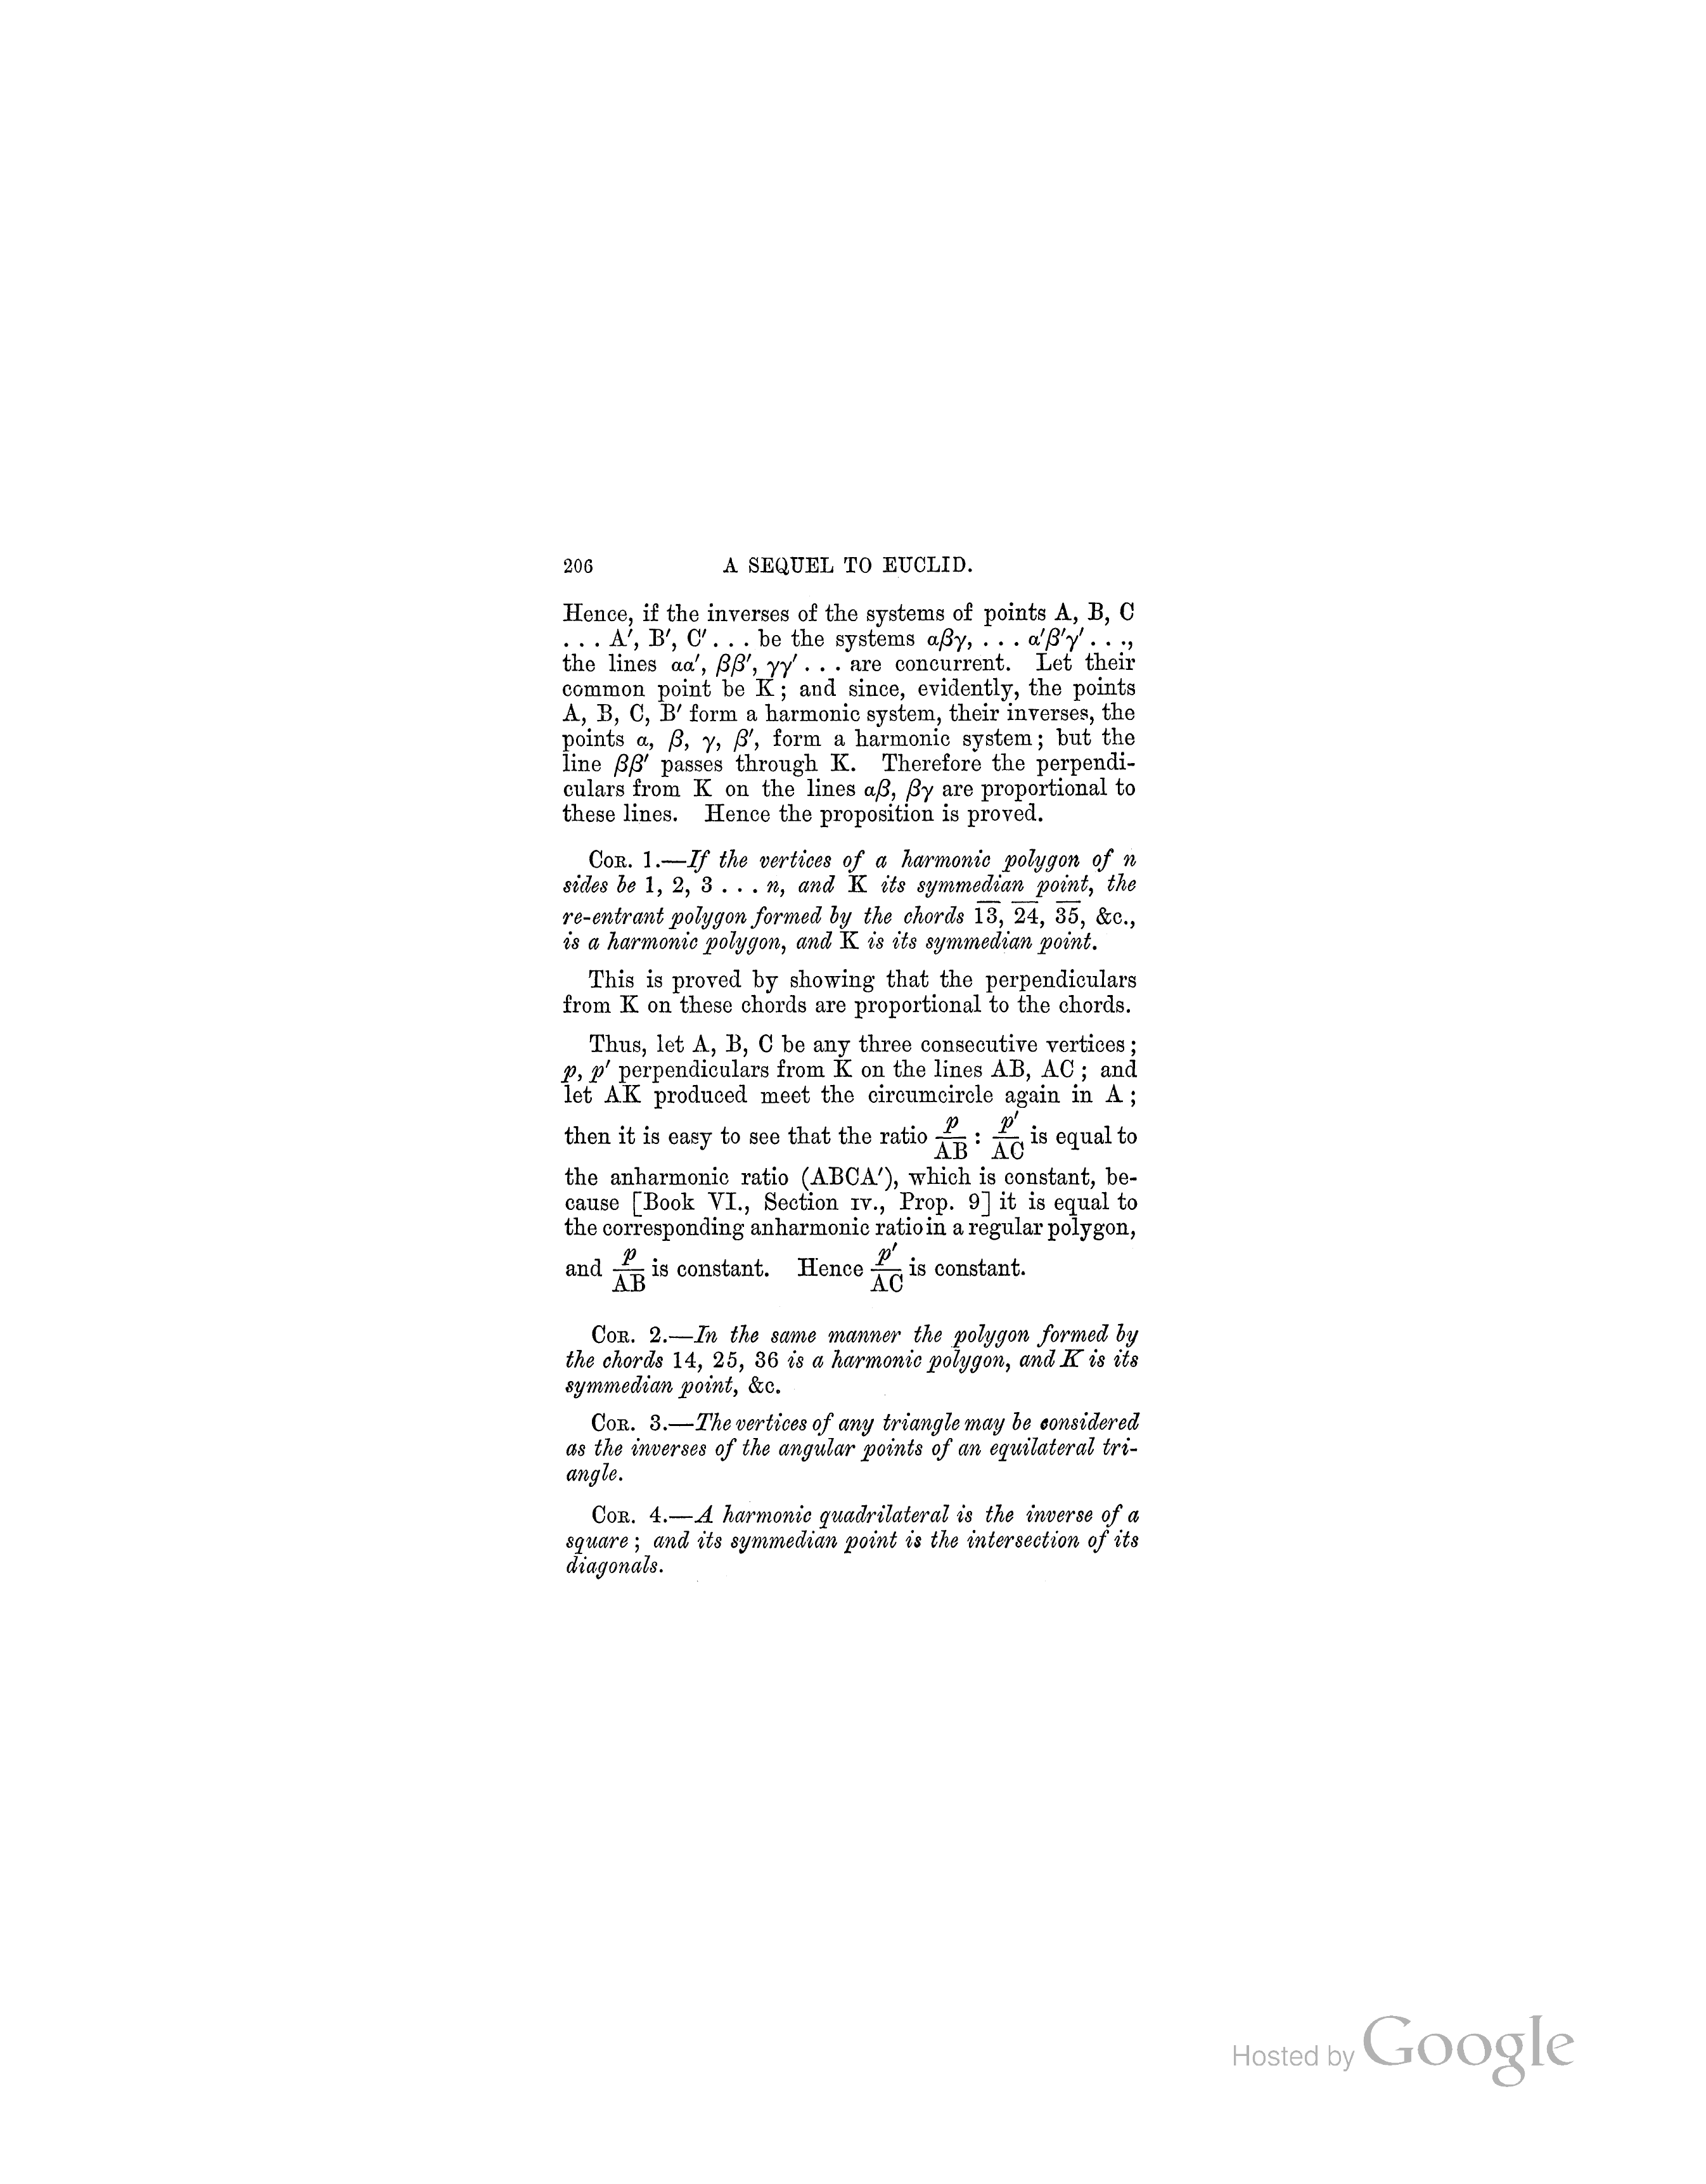 206 A SEQUEL TO EUCLID.
Hence, if the inverses of the systems of points A, B, C
. . . A′, B′, C′ . . . be the systems αβγ, . . . α′β′γ′ . . .,
the lines αα′, ββ′, γγ′ . . . are concurrent. Let their
common point be K; and since, evidently, the points
A, B, C, B′ form a harmonic system, their inverses, the
points α, β, γ, β′, form a harmonic system; but the
line ββ′ passes through K. Therefore the perpendi-
culars from K on the lines αβ, βγ are proportional to
these lines. Hence the proposition is proved.
COR. 1.—If the vertices of a harmonic polygon of n
sides be 1, 2, 3 . . . n, and K its symmedian point, the
re-entrant polygon formed by the chords 1̅3̅, 2̅4̅, 3̅5̅, &c.,
is a harmonic polygon, and K is its symmedian point.
This is proved by showing that the perpendiculars
from K on these chords are proportional to the chords.
Thus, let A, B, C be any three consecutive vertices;
p, p′ perpendiculars from K on the lines AB, AC; and
let AK produced meet the circumcircle again in A;
then it is easy to see that the ratio p/AB : p′/AC is equal to
the anharmonic ratio (ABCA′), which is constant, be-
cause [Book VI., Section IV., Prop. 9] it is equal to
the corresponding anharmonic ratio in a regular polygon,
and p/AB is constant. Hence p′/AC is constant.
COR. 2.—In the same manner the polygon formed by
the chords 14, 25, 36 is a harmonic polygon, and K is its
symmedian point, &c.
COR. 3.—The vertices of any triangle may be considered
as the inverses of the angular points of an equilateral tri-
angle.
COR. 4.—A harmonic quadrilateral is the inverse of a
square; and its symmedian point is the intersection of its
diagonals.
Hosted by Google